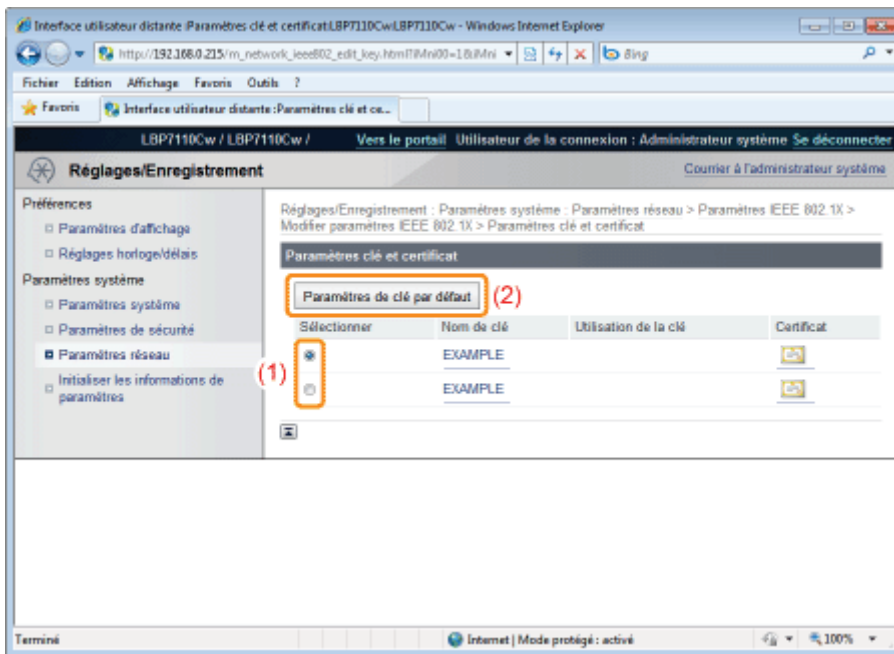 Interface utilisateur distante :Paramètres clé et certificat:LBP7110Cw:LBP7110Cw - Windows Internet Explorer
http://192.168.0.215/m_network_ieee802_edit_key.html?iMni00=1&iMni
Bing
Fichier Edition Affichage Favoris Outils ?
Favoris
Interface utilisateur distante :Paramètres clé et ce...
LBP7110Cw / LBP7110Cw / Vers le portail Utilisateur de la connexion : Administrateur système Se déconnecter
Réglages/Enregistrement
Courrier à l'administrateur système
Préférences
Paramètres d'affichage
Réglages horloge/délais
Paramètres système
Paramètres système
Paramètres de sécurité
Paramètres réseau
Initialiser les informations de
paramètres
Réglages/Enregistrement : Paramètres système : Paramètres réseau > Paramètres IEEE 802.1X >
Modifier paramètres IEEE 802.1X > Paramètres clé et certificat
Paramètres clé et certificat
Paramètres de clé par défaut
(2)
Sélectionner Nom de clé Utilisation de la clé Certificat
EXAMPLE
(1)
EXAMPLE
Terminé
Internet | Mode protégé : activé
100%